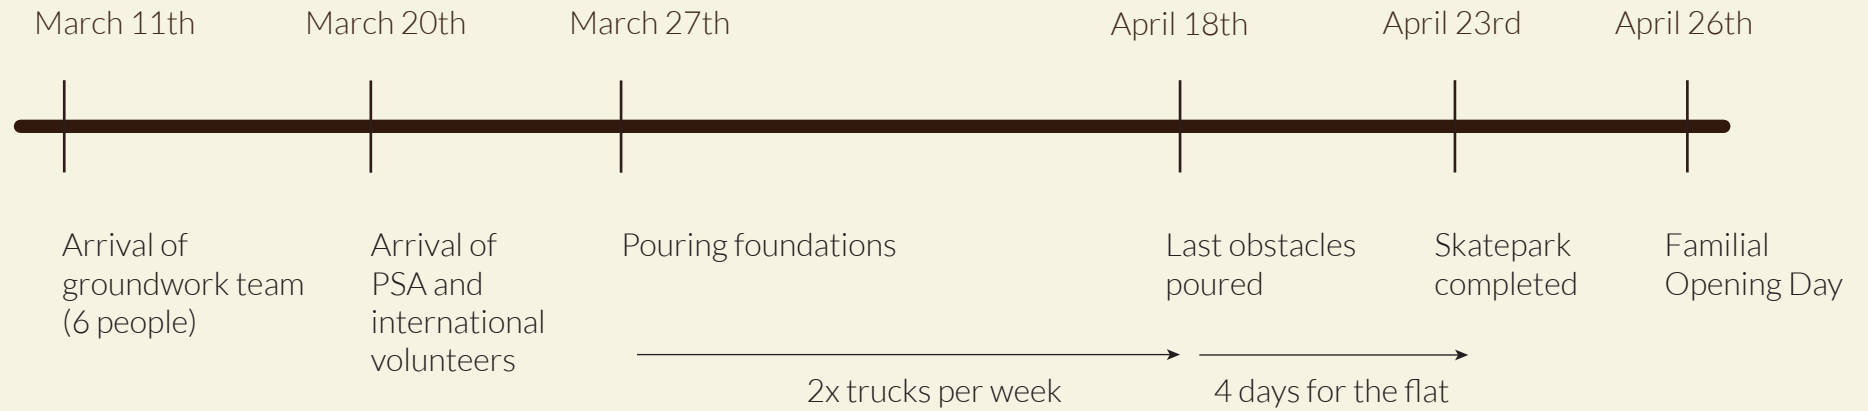 March 11th
March 20th
March 27th
April 18th
April 23rd
April 26th
Arrival of
groundwork team
(6 people)
Arrival of
PSA and
international
volunteers
Pouring foundations
Last obstacles
poured
Skatepark
completed
Familial
Opening Day
2x trucks per week
4 days for the flat